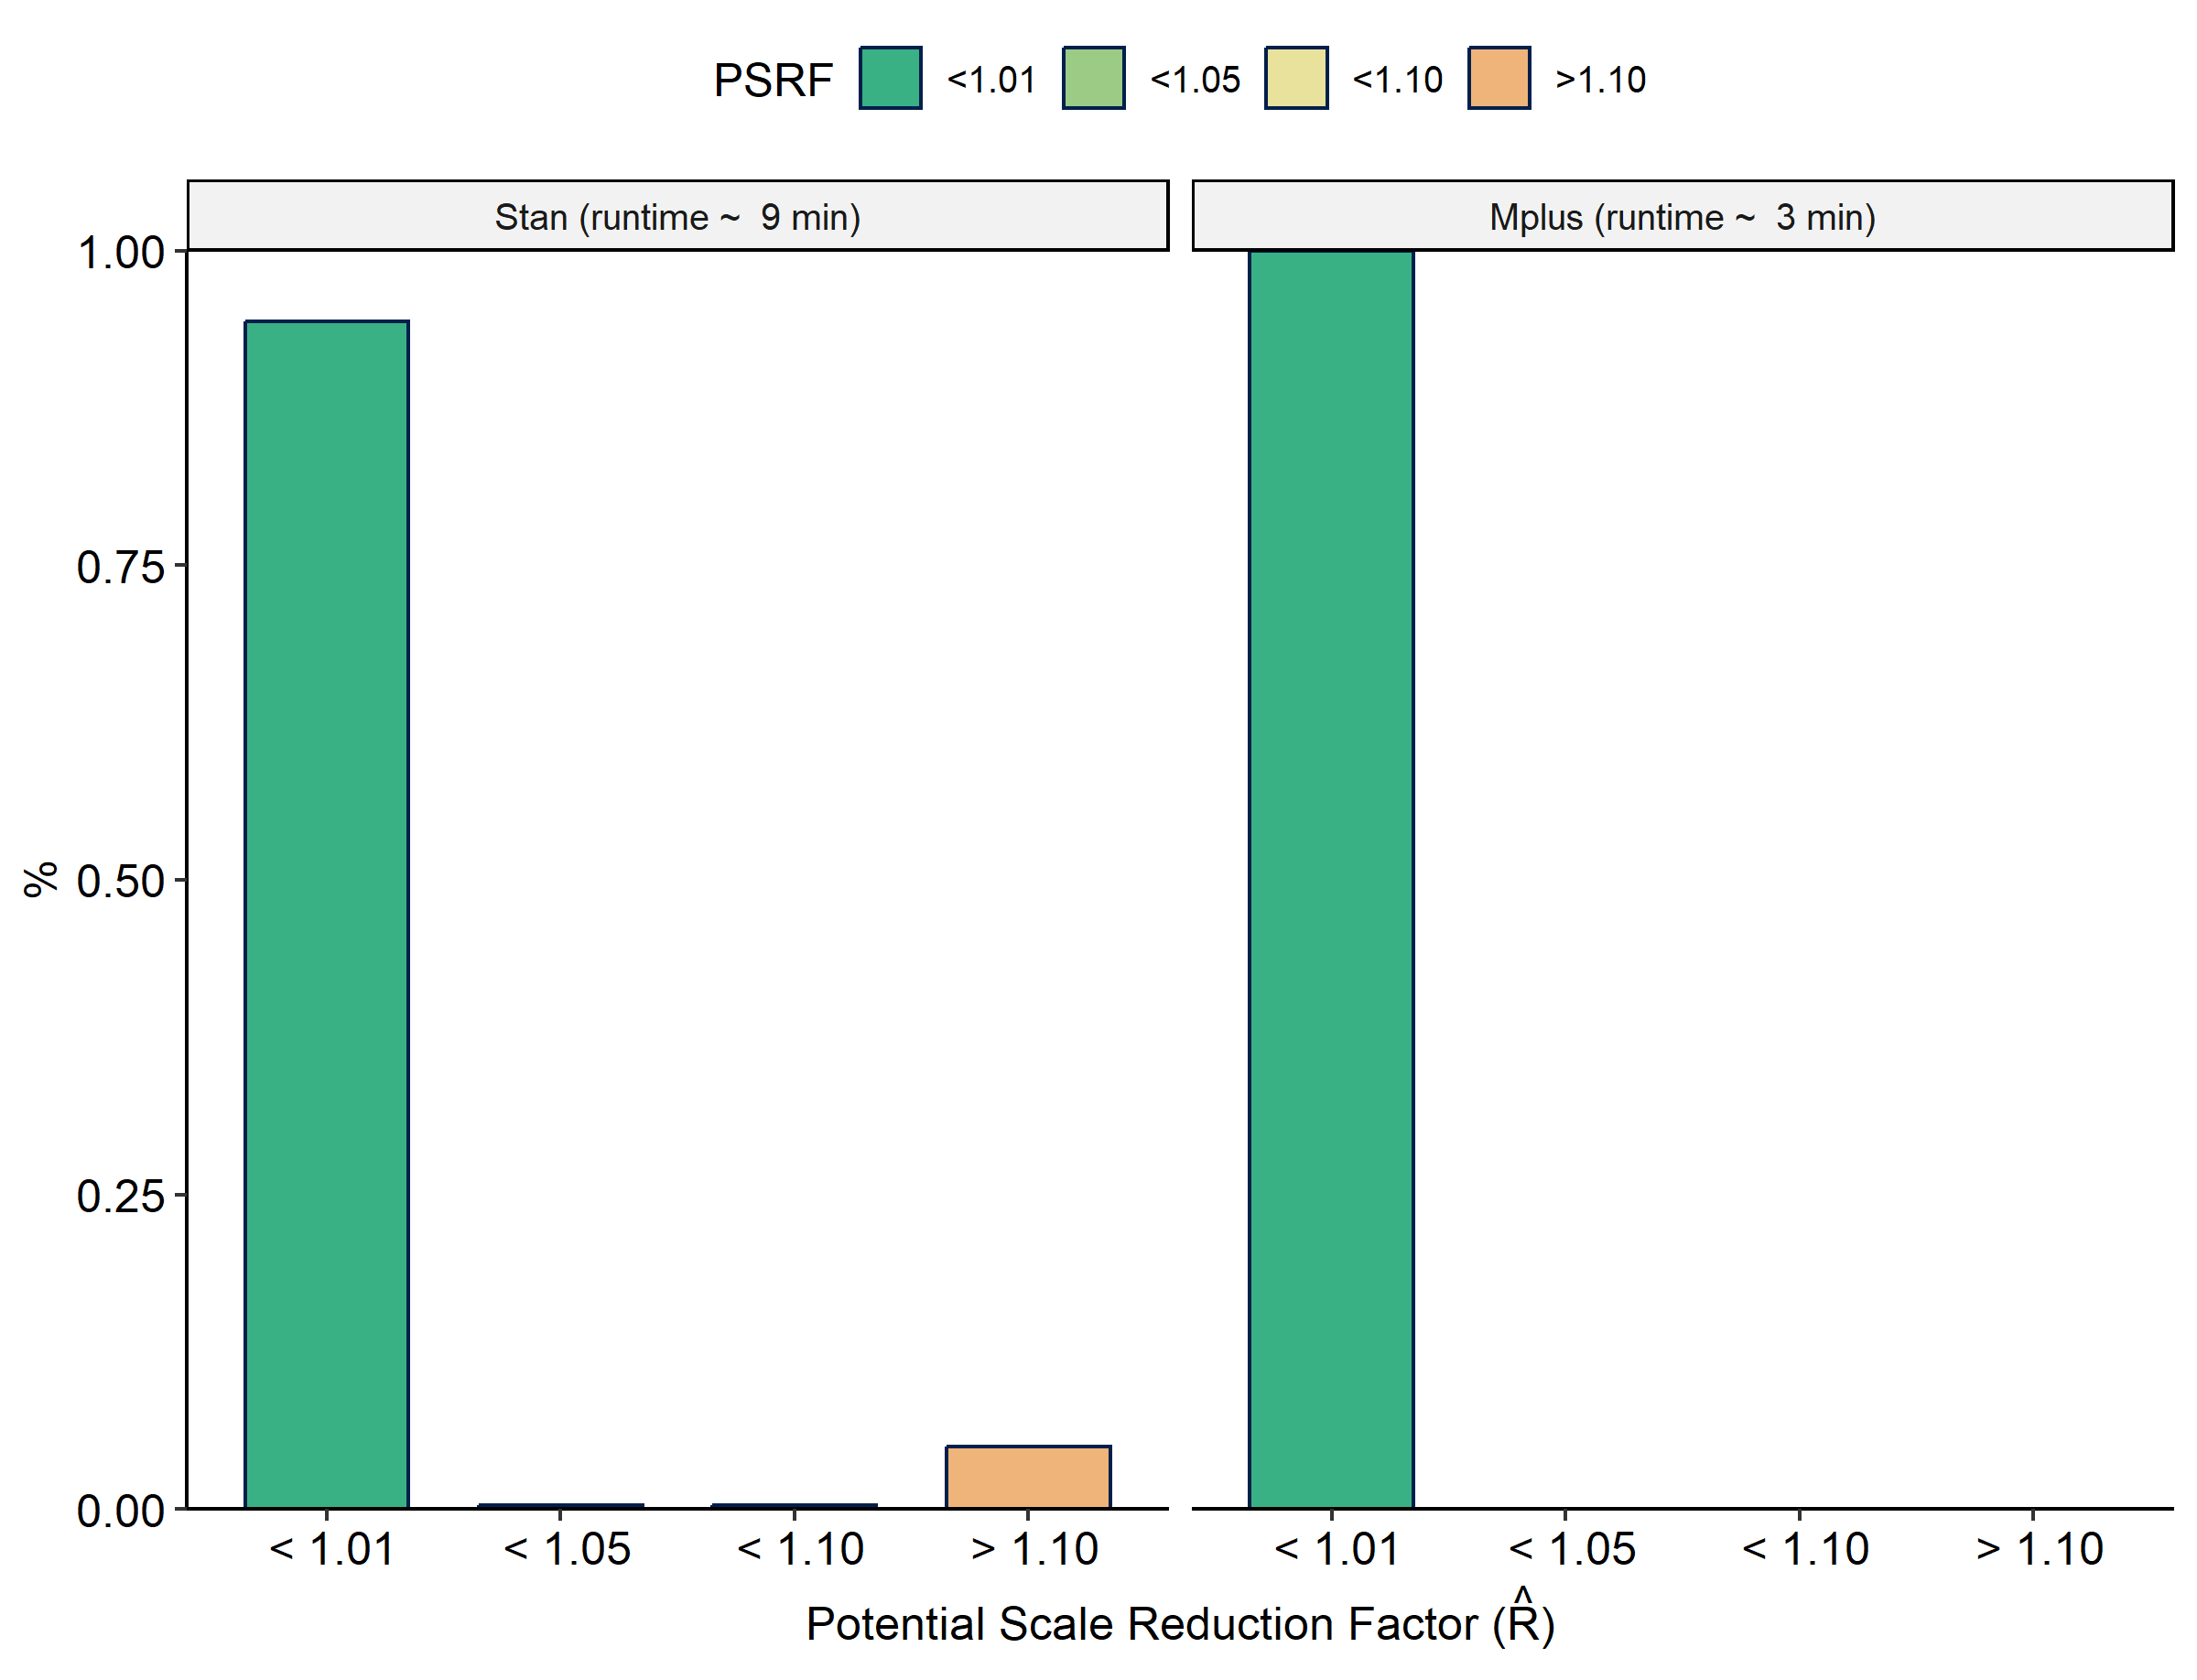 PSRF <1.01 <1.05 <1.10 >1.10
Stan (runtime ~  9 min)
Mplus (runtime ~  3 min)
1.00
0.75
0.50
0.25
0.00
%
< 1.01 < 1.05 < 1.10 > 1.10
< 1.01 < 1.05 < 1.10 > 1.10
Potential Scale Reduction Factor (R̂)